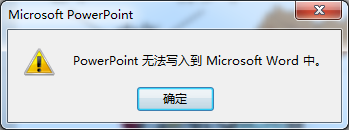 Microsoft PowerPoint
PowerPoint 无法写入到 Microsoft Word 中。
确定